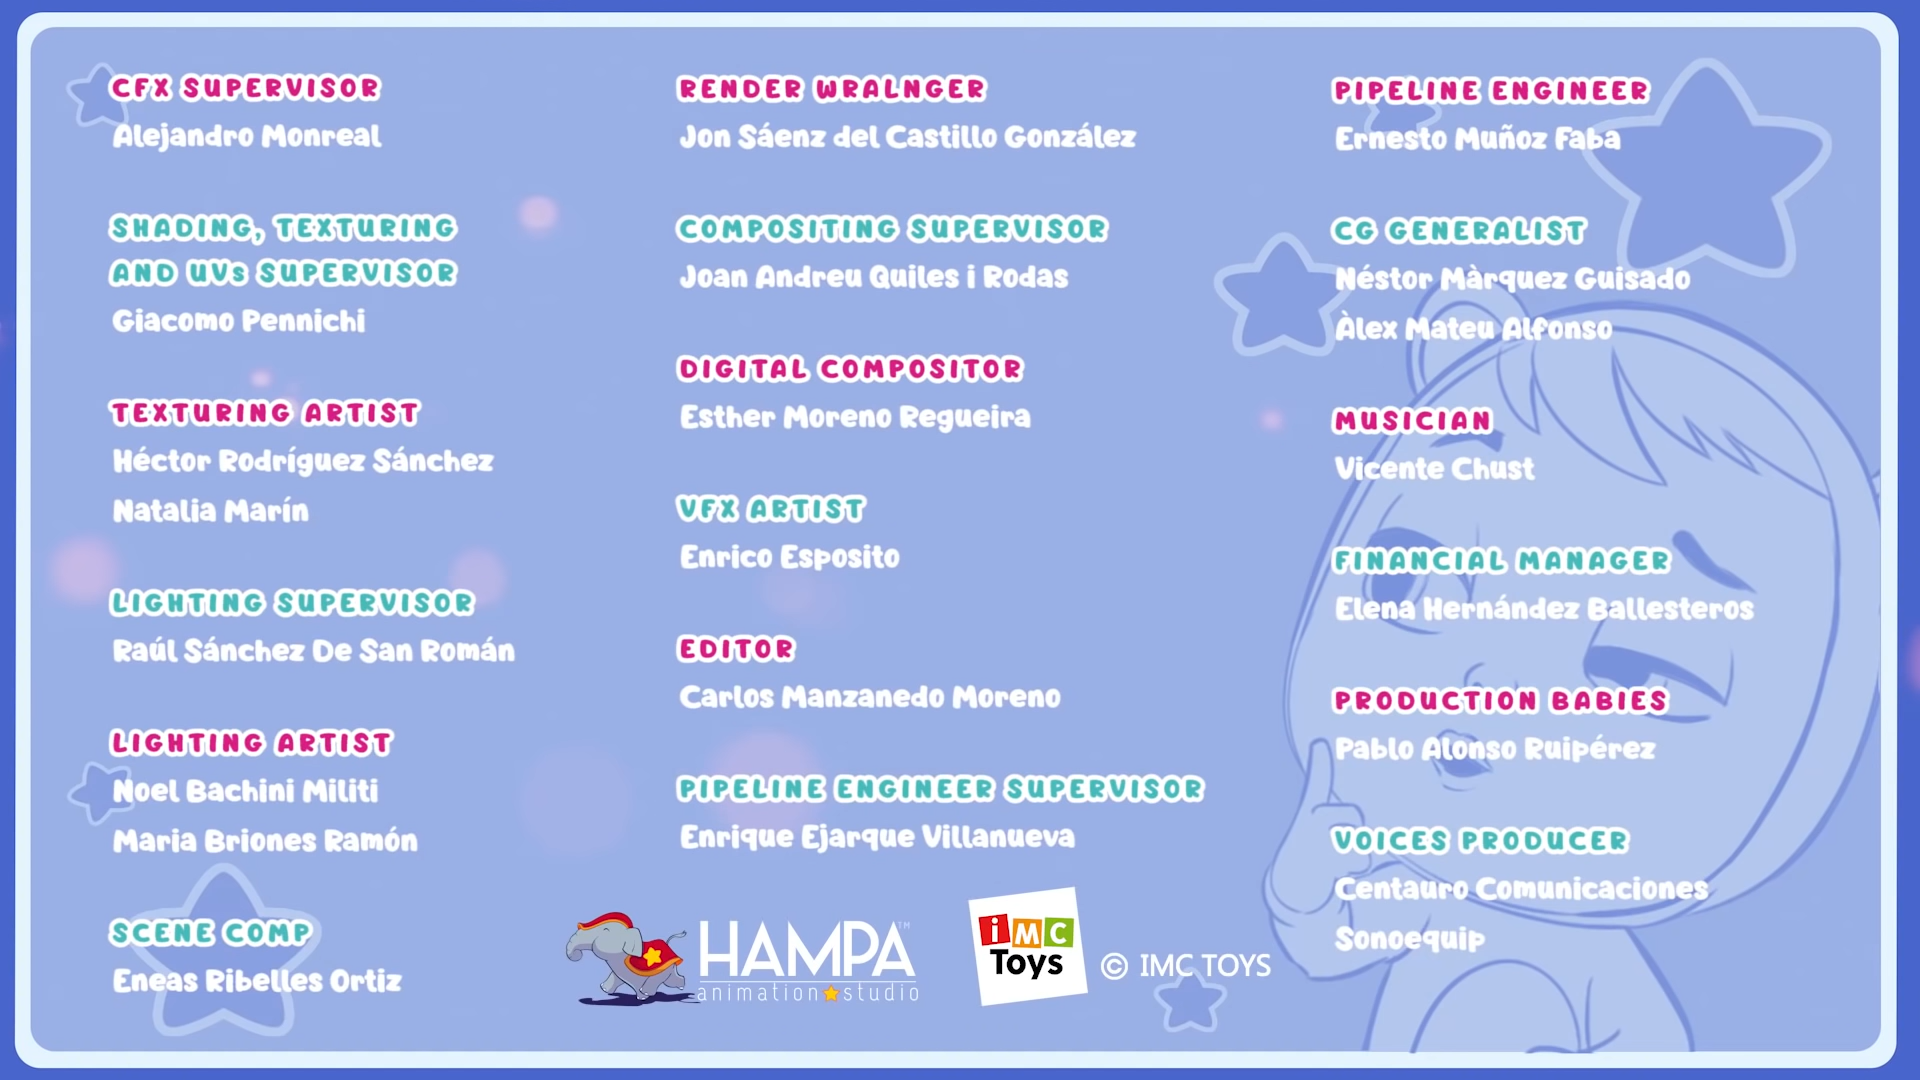 CFX SUPERVISOR
Alejandro Monreal
SHADING, TEXTURING
AND UVs SUPERVISOR
Giacomo Pennichi
TEXTURING ARTIST
Héctor Rodríguez Sánchez
Natalia Marín
LIGHTING SUPERVISOR
Raúl Sánchez De San Román
LIGHTING ARTIST
Noel Bachini Militi
Maria Briones Ramón
SCENE COMP
Eneas Ribelles Ortiz
RENDER WRALNGER
Jon Sáenz del Castillo González
COMPOSITING SUPERVISOR
Joan Andreu Quiles i Rodas
DIGITAL COMPOSITOR
Esther Moreno Regueira
VFX ARTIST
Enrico Esposito
EDITOR
Carlos Manzanedo Moreno
PIPELINE ENGINEER SUPERVISOR
Enrique Ejarque Villanueva
HAMPA™
animation studio
imc
Toys
© IMC TOYS
PIPELINE ENGINEER
Ernesto Muñoz Faba
CG GENERALIST
Néstor Màrquez Guisado
Àlex Mateu Alfonso
MUSICIAN
Vicente Chust
FINANCIAL MANAGER
Elena Hernández Ballesteros
PRODUCTION BABIES
Pablo Alonso Ruipérez
VOICES PRODUCER
Centauro Comunicaciones
Sonoequip